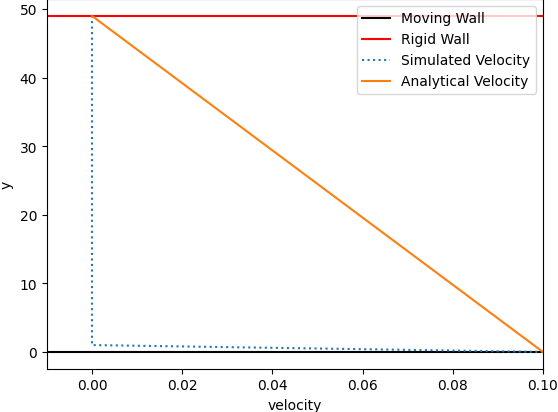 50
40
30
20
10
0
y
Moving Wall
Rigid Wall
Simulated Velocity
Analytical Velocity
0.00 0.02 0.04 0.06 0.08 0.10
velocity